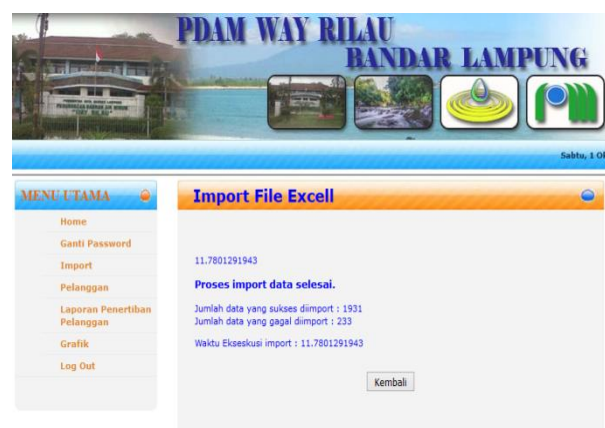 PDAM WAY RILAU
BANDAR LAMPUNG
Sabtu, 1 Ok
MENU UTAMA
Home
Ganti Password
Import
Pelanggan
Laporan Penertiban
Pelanggan
Grafik
Log Out
Import File Excell
11.7801291943
Proses import data selesai.
Jumlah data yang sukses diimport : 1931
Jumlah data yang gagal diimport : 233
Waktu Ekseskusi import : 11.7801291943
Kembali